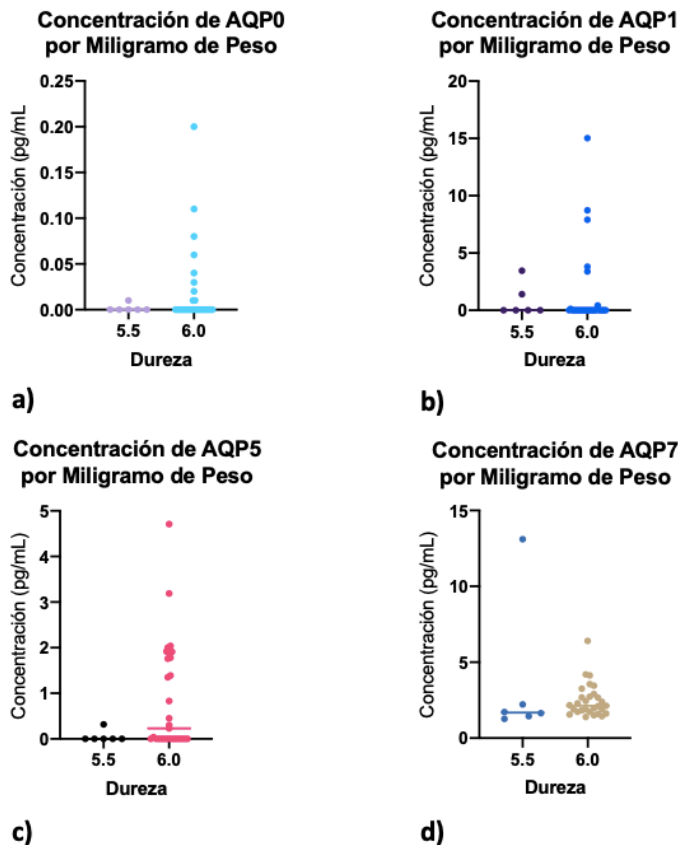 Concentración de AQP0
por Miligramo de Peso
Concentración (pg/mL
0.25
0.20
0.15
0.10
0.05
0.00
5.5
6.0
Dureza
a)
Concentración de AQP1
por Miligramo de Peso
Concentración (pg/mL
20
15
10
5
0
5.5
6.0
Dureza
b)
Concentración de AQP5
por Miligramo de Peso
Concentración (pg/mL)
5
4
3
2
1
0
5.5
6.0
Dureza
c)
Concentración de AQP7
por Miligramo de Peso
Concentración (pg/mL)
15
10
5
0
5.5
6.0
Dureza
d)